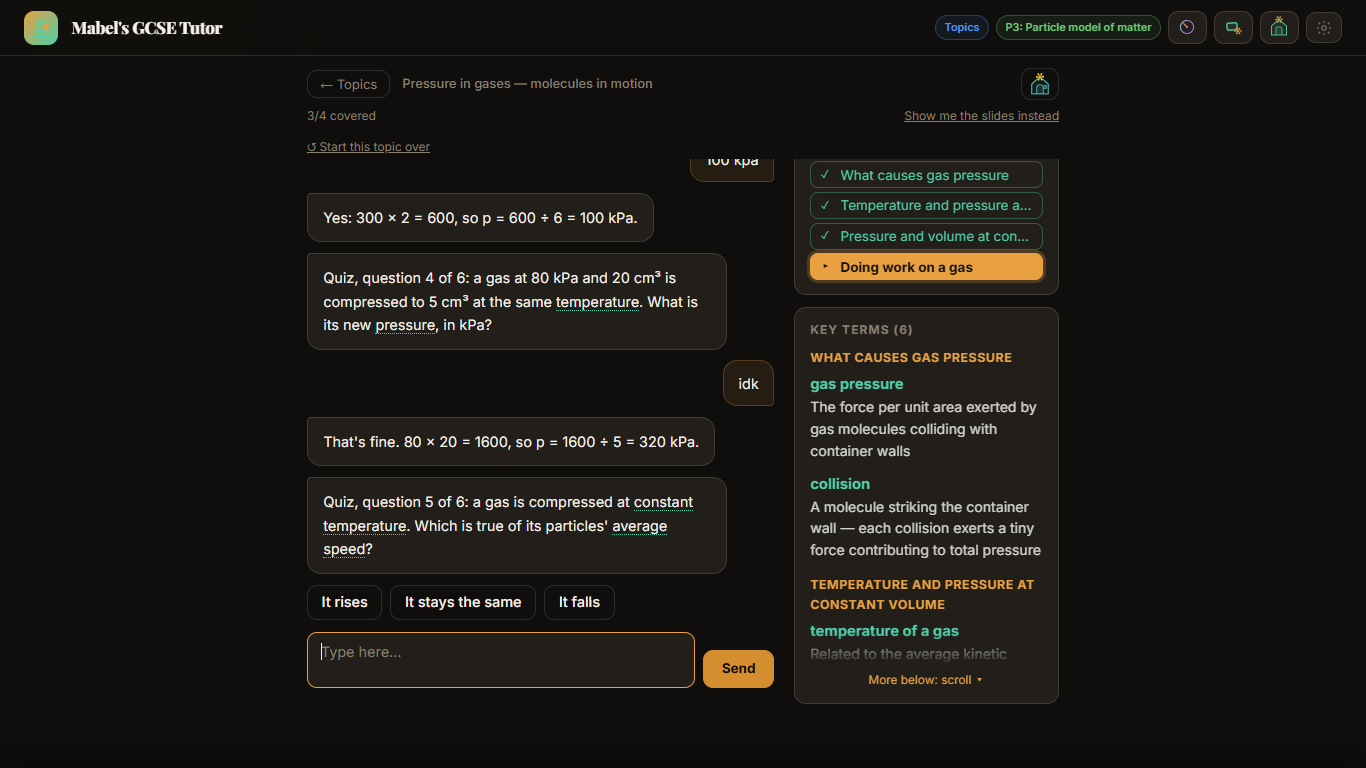 Mabel's GCSE Tutor
Topics
P3: Particle model of matter
← Topics
Pressure in gases — molecules in motion
3/4 covered
Show me the slides instead
↺ Start this topic over
100 kpa
Yes: 300 × 2 = 600, so p = 600 ÷ 6 = 100 kPa.
Quiz, question 4 of 6: a gas at 80 kPa and 20 cm³ is
compressed to 5 cm³ at the same temperature. What is
its new pressure, in kPa?
idk
That's fine. 80 × 20 = 1600, so p = 1600 ÷ 5 = 320 kPa.
Quiz, question 5 of 6: a gas is compressed at constant
temperature. Which is true of its particles' average
speed?
It rises
It stays the same
It falls
Type here...
Send
✓ What causes gas pressure
✓ Temperature and pressure a...
✓ Pressure and volume at con...
▸ Doing work on a gas
KEY TERMS (6)
WHAT CAUSES GAS PRESSURE
gas pressure
The force per unit area exerted by
gas molecules colliding with
container walls
collision
A molecule striking the container
wall — each collision exerts a tiny
force contributing to total pressure
TEMPERATURE AND PRESSURE AT
CONSTANT VOLUME
temperature of a gas
Related to the average kinetic
More below: scroll ▾